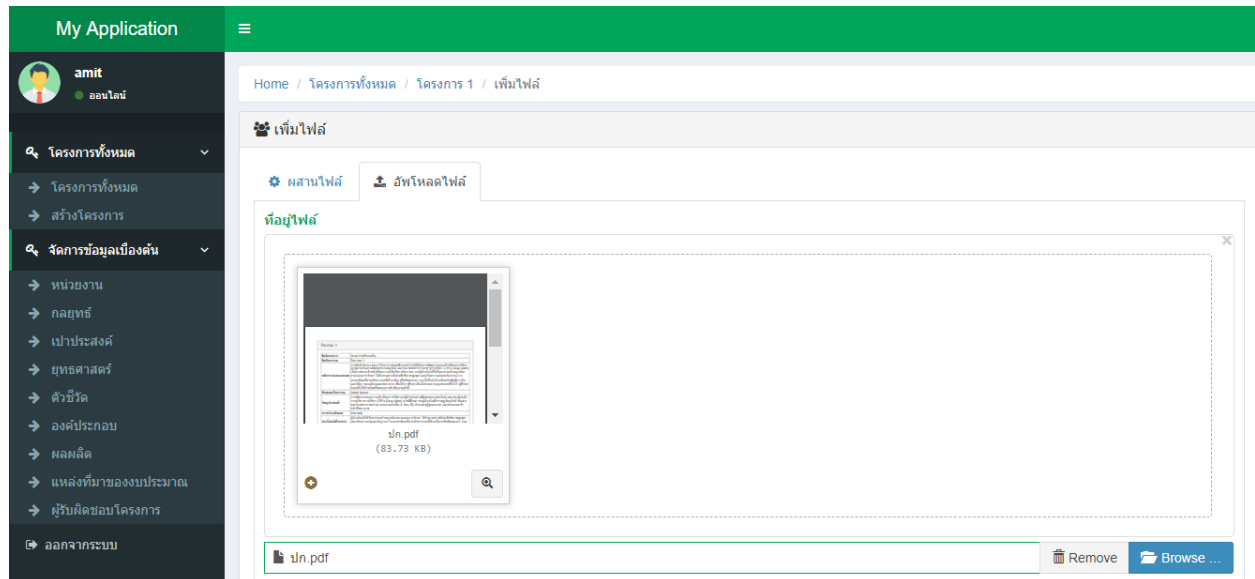 My Application
amit
ออนไลน์
Home / โครงการทั้งหมด / โครงการ 1 / เพิ่มไฟล์
เพิ่มไฟล์
โครงการทั้งหมด
โครงการทั้งหมด
สร้างโครงการ
จัดการข้อมูลเบื้องต้น
หน่วยงาน
กลยุทธ์
เป้าประสงค์
ยุทธศาสตร์
ตัวชี้วัด
องค์ประกอบ
ผลผลิต
แหล่งที่มาของงบประมาณ
ผู้รับผิดชอบโครงการ
ออกจากระบบ
ผสานไฟล์
อัพโหลดไฟล์
ที่อยู่ไฟล์
ปก.pdf
(83.73 KB)
ปก.pdf
Remove
Browse ...